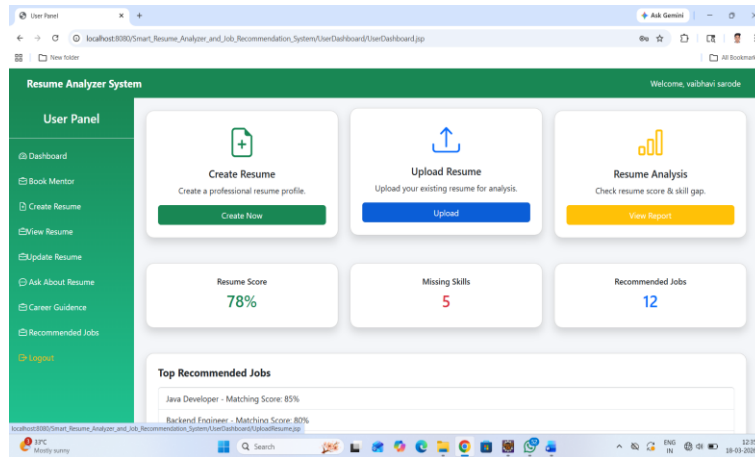 User Panel
Ask Gemini
localhost:8080/Smart_Resume_Analyzer_and_Job_Recommendation_System/UserDashboard/UserDashboard.jsp
New folder
All Bookmark
Resume Analyzer System
Welcome, vaibhavi sarode
User Panel
Dashboard
Book Mentor
Create Resume
View Resume
Update Resume
Ask About Resume
Career Guidence
Recommended Jobs
Logout
Create Resume
Create a professional resume profile.
Create Now
Upload Resume
Upload your existing resume for analysis.
Upload
Resume Analysis
Check resume score & skill gap.
View Report
Resume Score
78%
Missing Skills
5
Recommended Jobs
12
Top Recommended Jobs
Java Developer - Matching Score: 85%
Backend Engineer - Matching Score: 80%
localhost:8080/Smart_Resume_Analyzer_and_Job_Recommendation_System/UserDashboard/UploadResume.jsp
33°C
Mostly sunny
Search
ENG
IN
18-03-202